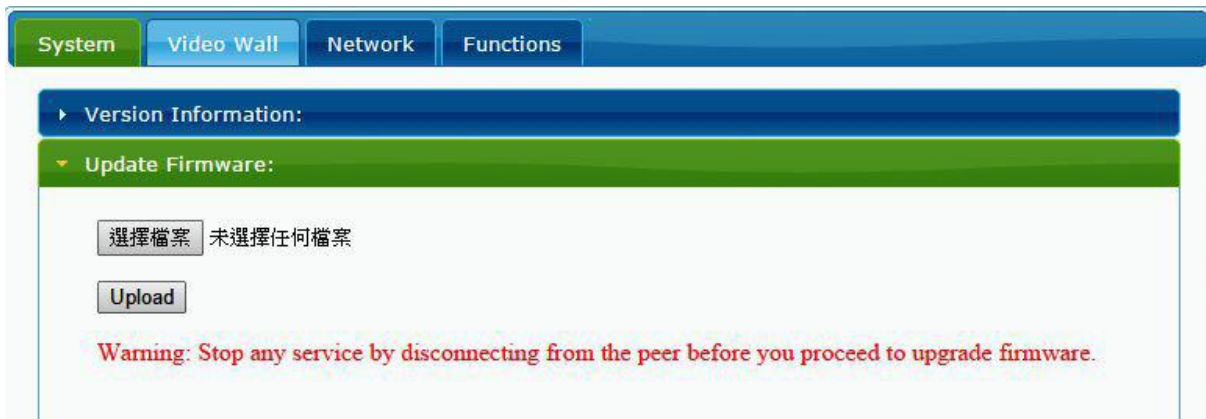 System Video Wall Network Functions
Version Information:
Update Firmware:
選擇檔案 未選擇任何檔案
Upload
Warning: Stop any service by disconnecting from the peer before you proceed to upgrade firmware.